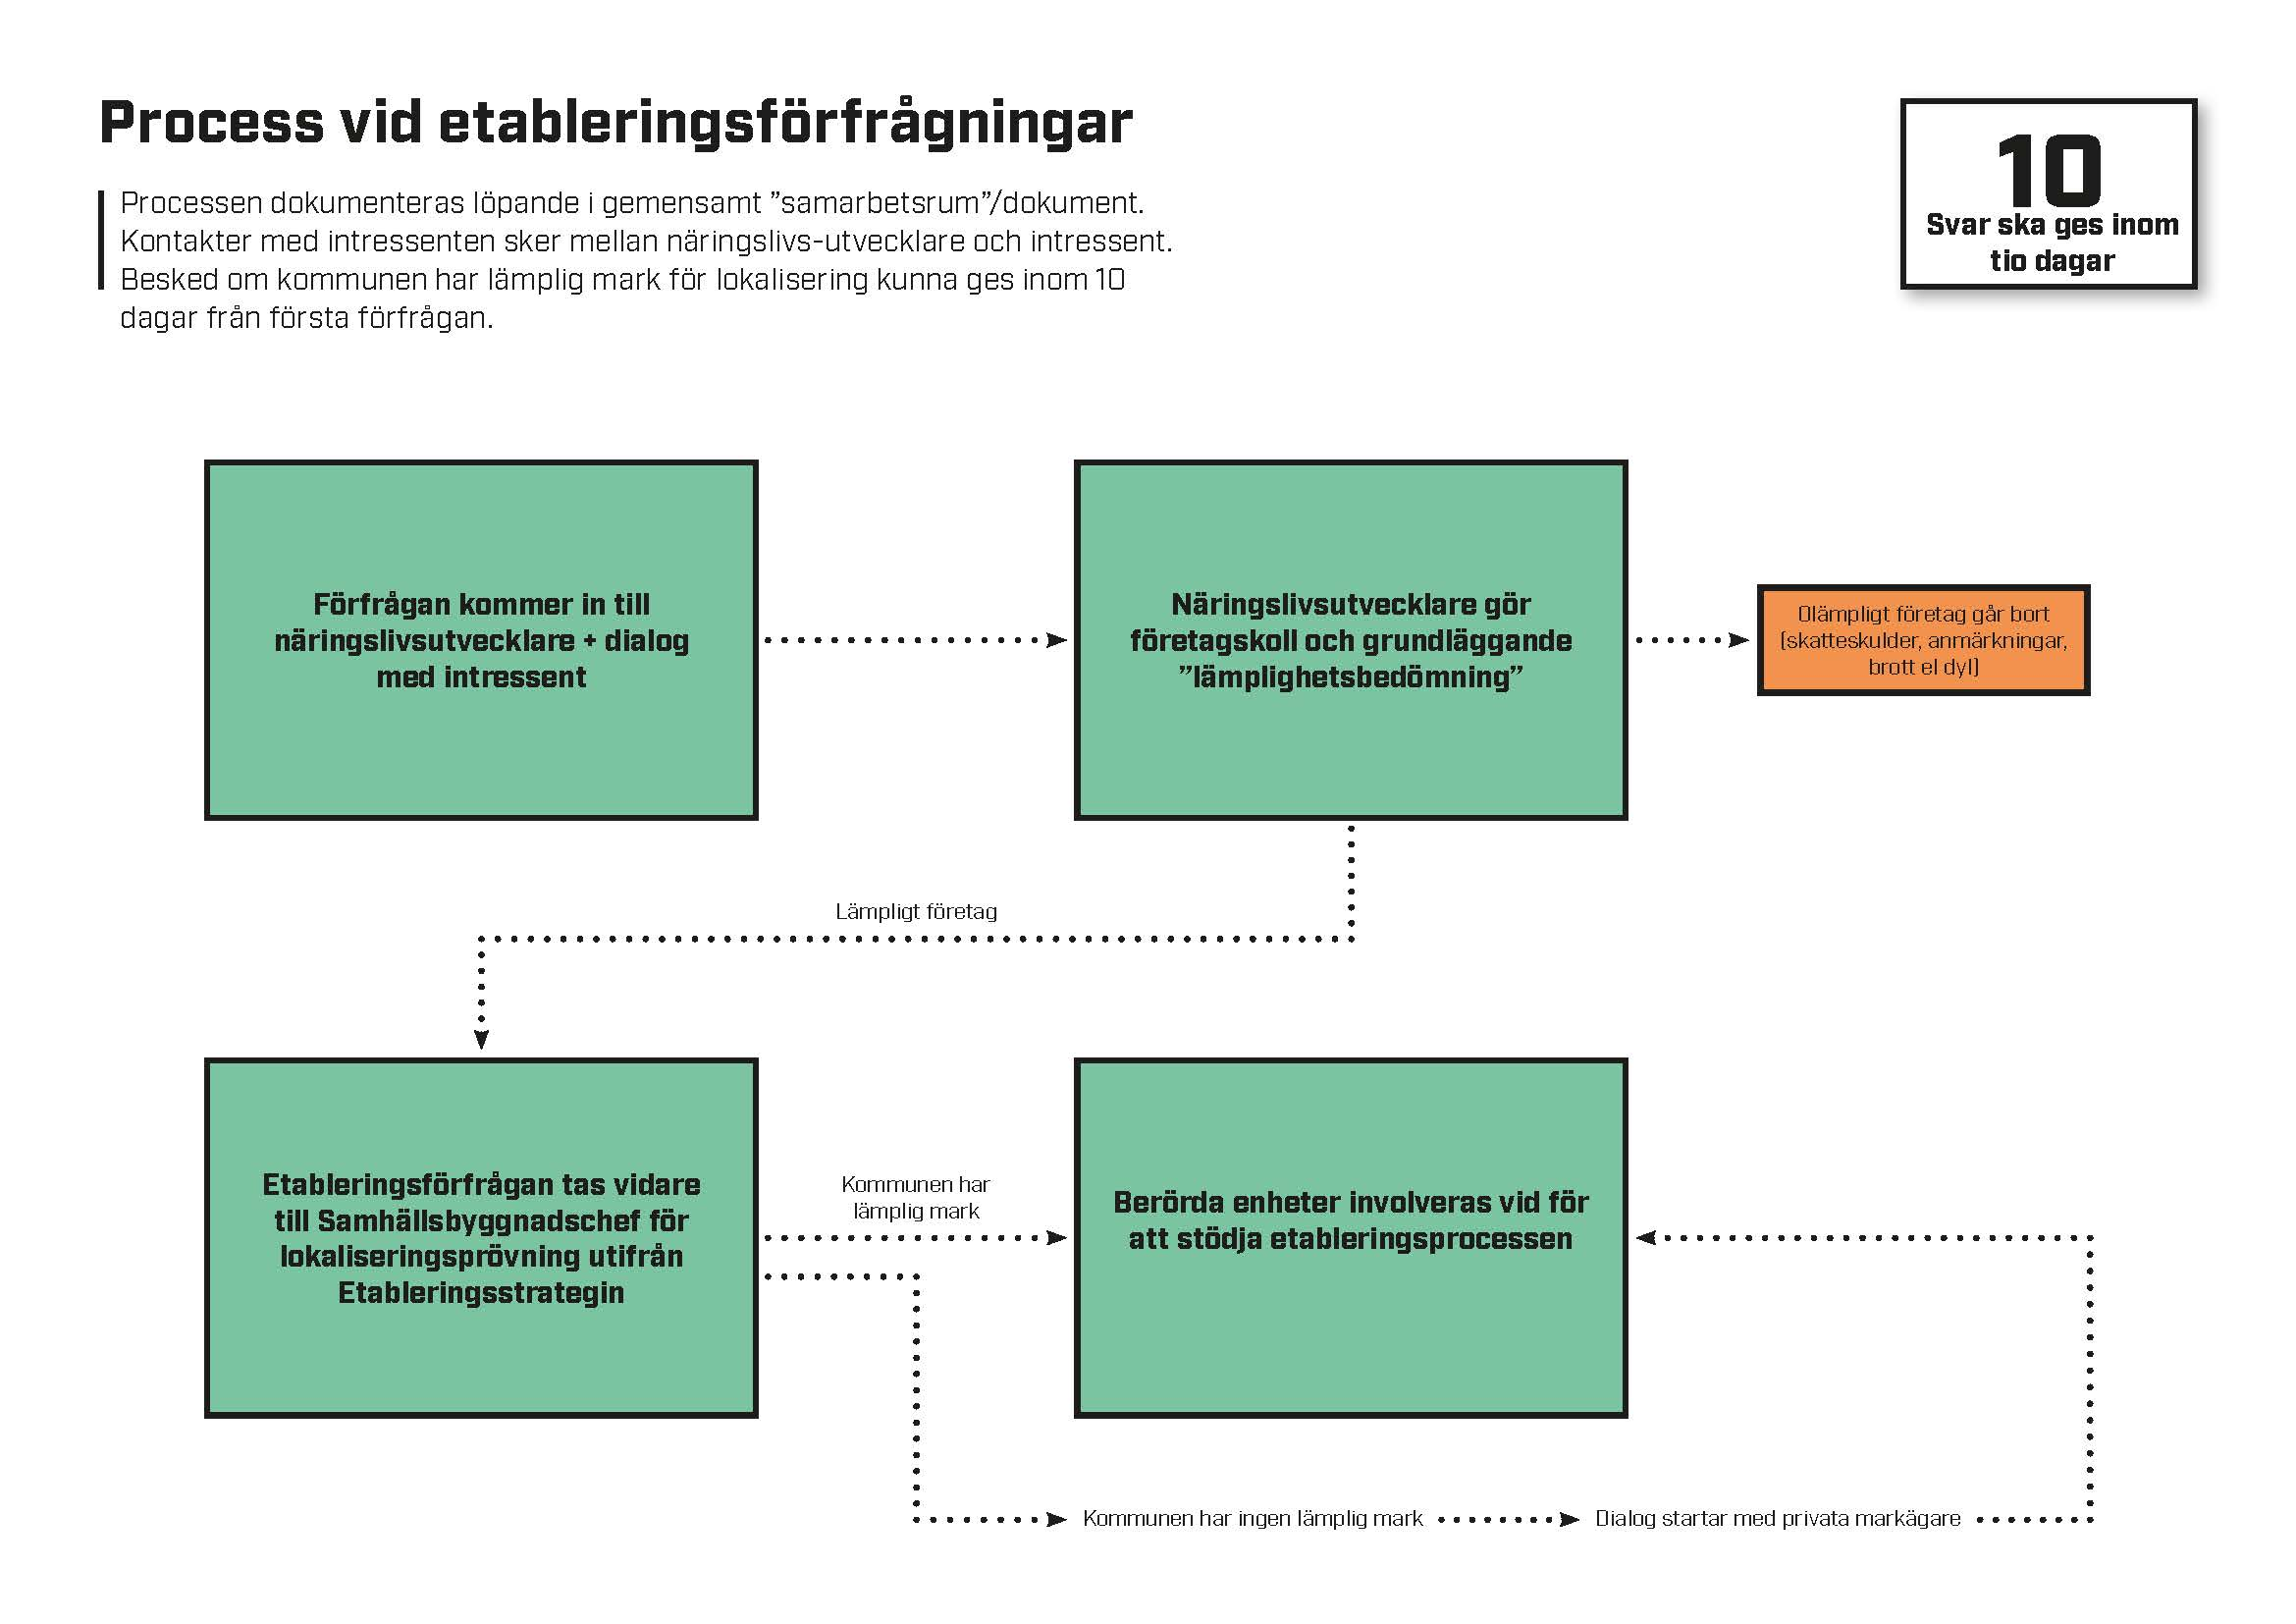 Process vid etableringsförfrågningar
Processen dokumenteras löpande i gemensamt ”samarbetsrum”/dokument.
Kontakter med intressenten sker mellan näringslivs-utvecklare och intressent.
Besked om kommunen har lämplig mark för lokalisering kunna ges inom 10
dagar från första förfrågan.
10
Svar ska ges inom
tio dagar
Förfrågan kommer in till
näringslivsutvecklare + dialog
med intressent
Näringslivsutvecklare gör
företagskoll och grundläggande
”lämplighetsbedömning”
Olämpligt företag går bort
(skatteskulder, anmärkningar,
brott el dyl)
Lämpligt företag
Etableringsförfrågan tas vidare
till Samhällsbyggnadschef för
lokaliseringsprövning utifrån
Etableringsstrategin
Kommunen har
lämplig mark
Berörda enheter involveras vid för
att stödja etableringsprocessen
Kommunen har ingen lämplig mark
Dialog startar med privata markägare